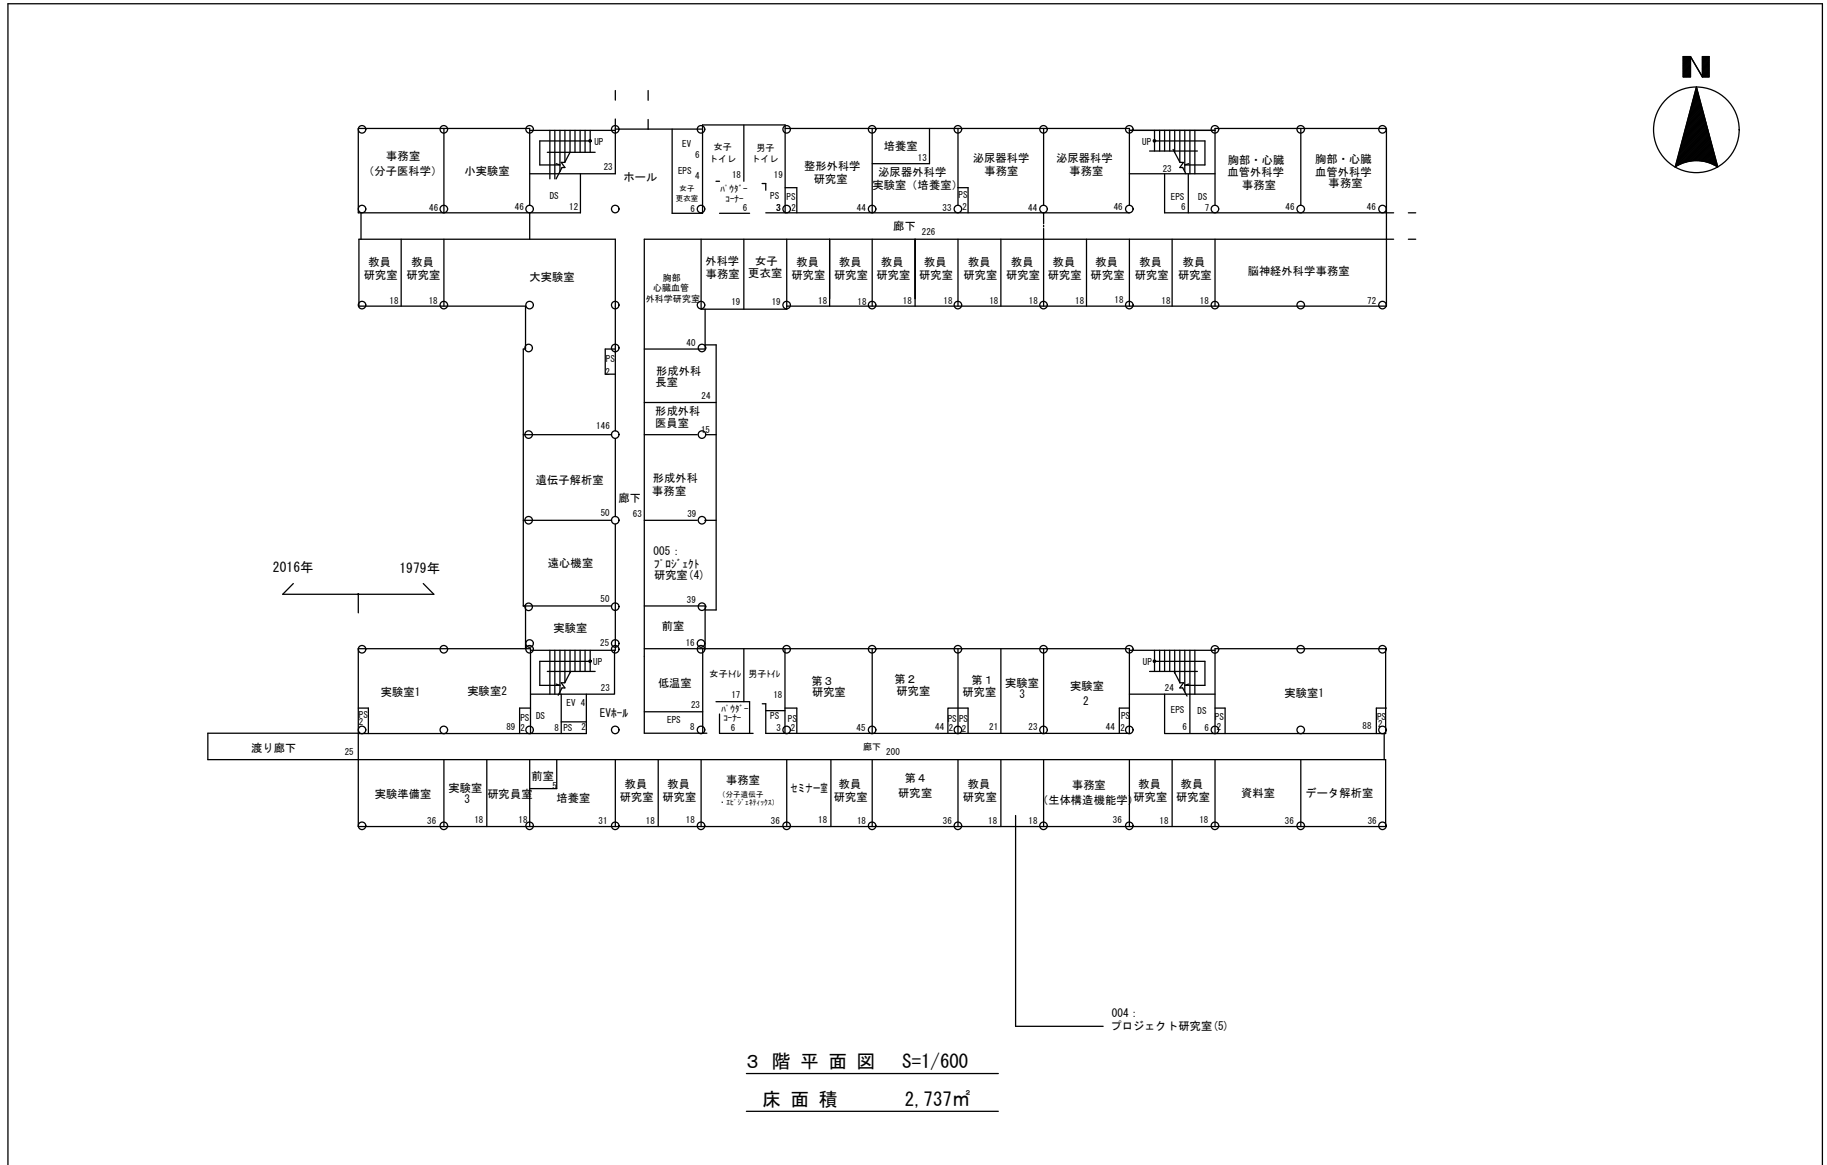 N
事務室
(分子医科学)
46
小実験室
46
UP
23
DS
12
ホール
EV
6
EPS
4
女子
更衣室
6
女子
トイレ
18
パウダー
コーナー
6
男子
トイレ
19
PS
3
PS
2
整形外科学
研究室
44
培養室
13
泌尿器外科学
実験室(培養室)
33
PS
2
泌尿器科学
事務室
44
泌尿器科学
事務室
46
UP
23
EPS
6
DS
7
胸部・心臓
血管外科学
事務室
46
胸部・心臓
血管外科学
事務室
46
廊下
226
教員
研究室
18
教員
研究室
18
大実験室
146
PS
2
胸部
心臓血管
外科学研究室
40
外科学
事務室
19
女子
更衣室
19
教員
研究室
18
教員
研究室
18
教員
研究室
18
教員
研究室
18
教員
研究室
18
教員
研究室
18
教員
研究室
18
教員
研究室
18
教員
研究室
18
教員
研究室
18
脳神経外科学事務室
72
形成外科
長室
24
形成外科
医員室
15
形成外科
事務室
39
遺伝子解析室
50
廊下
63
遠心機室
50
005：
プロジェクト
研究室(4)
39
2016年
1979年
実験室
25
前室
16
実験室1
PS
2
実験室2
89
PS
2
UP
23
DS
8
EV 4
PS 2
EVホール
低温室
23
EPS
8
女子トイレ
17
パウダー
コーナー
6
男子トイレ
18
PS
3
PS
2
第３
研究室
45
第２
研究室
44
PS
2
PS
2
第１
研究室
21
実験室
3
23
実験室
2
44
PS
2
UP
24
EPS
6
DS
6
PS
2
実験室1
88
PS
2
渡り廊下
25
廊下
200
実験準備室
36
実験室
3
18
研究員室
18
前室
5
培養室
31
教員
研究室
18
教員
研究室
18
事務室
(分子遺伝子
・エピジェネティックス)
36
セミナー室
18
教員
研究室
18
第４
研究室
36
教員
研究室
18
18
事務室
(生体構造機能学)
36
教員
研究室
18
教員
研究室
18
資料室
36
データ解析室
36
004：
プロジェクト研究室(5)
３階平面図 S=1/600
床面積 2,737㎡